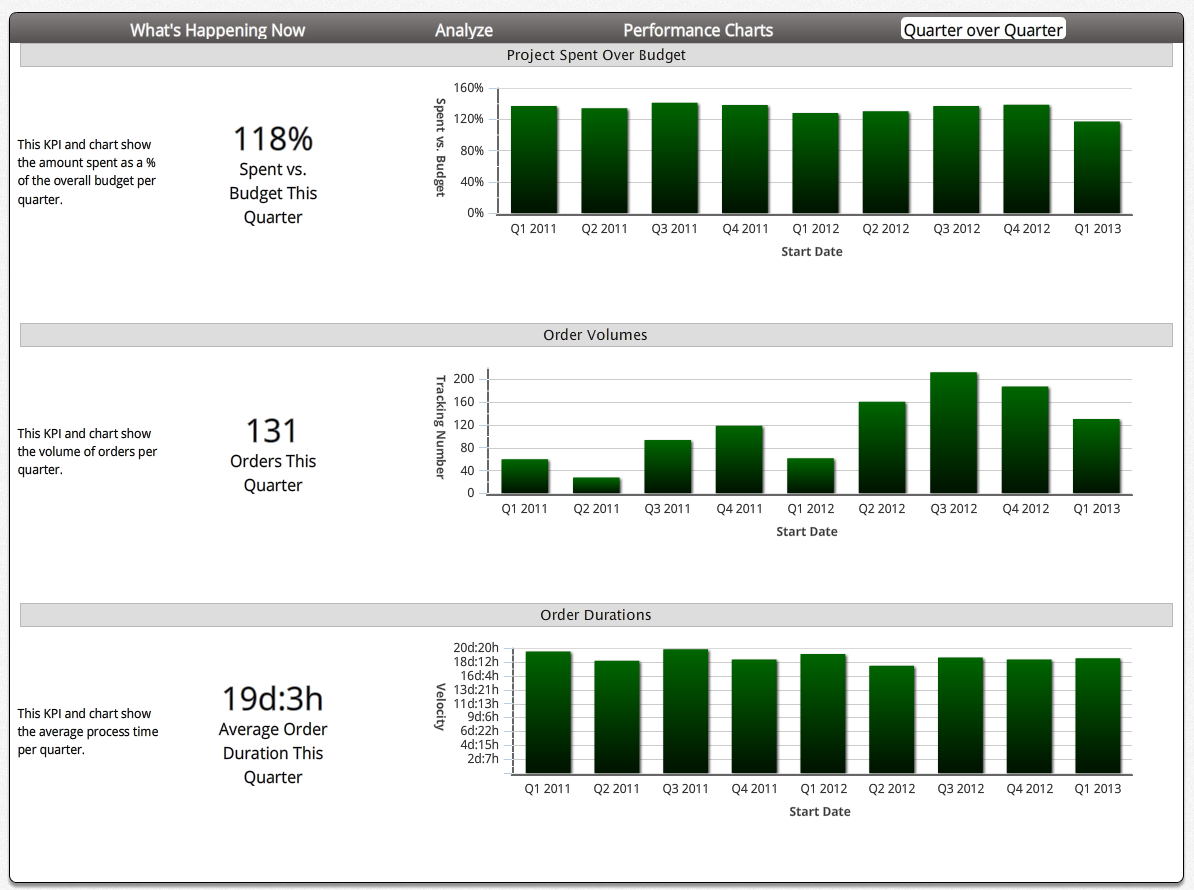 What's Happening Now Analyze Performance Charts Quarter over Quarter
Project Spent Over Budget
This KPI and chart show
the amount spent as a %
of the overall budget per
quarter.
118%
Spent vs.
Budget This
Quarter
Spent vs. Budget
160%
120%
80%
40%
0%
Q1 2011 Q2 2011 Q3 2011 Q4 2011 Q1 2012 Q2 2012 Q3 2012 Q4 2012 Q1 2013
Start Date
Order Volumes
This KPI and chart show
the volume of orders per
quarter.
131
Orders This
Quarter
Tracking Number
200
160
120
80
40
0
Q1 2011 Q2 2011 Q3 2011 Q4 2011 Q1 2012 Q2 2012 Q3 2012 Q4 2012 Q1 2013
Start Date
Order Durations
This KPI and chart show
the average process time
per quarter.
19d:3h
Average Order
Duration This
Quarter
Velocity
20d:20h
18d:12h
16d:4h
13d:21h
11d:13h
9d:6h
6d:22h
4d:15h
2d:7h
Q1 2011 Q2 2011 Q3 2011 Q4 2011 Q1 2012 Q2 2012 Q3 2012 Q4 2012 Q1 2013
Start Date